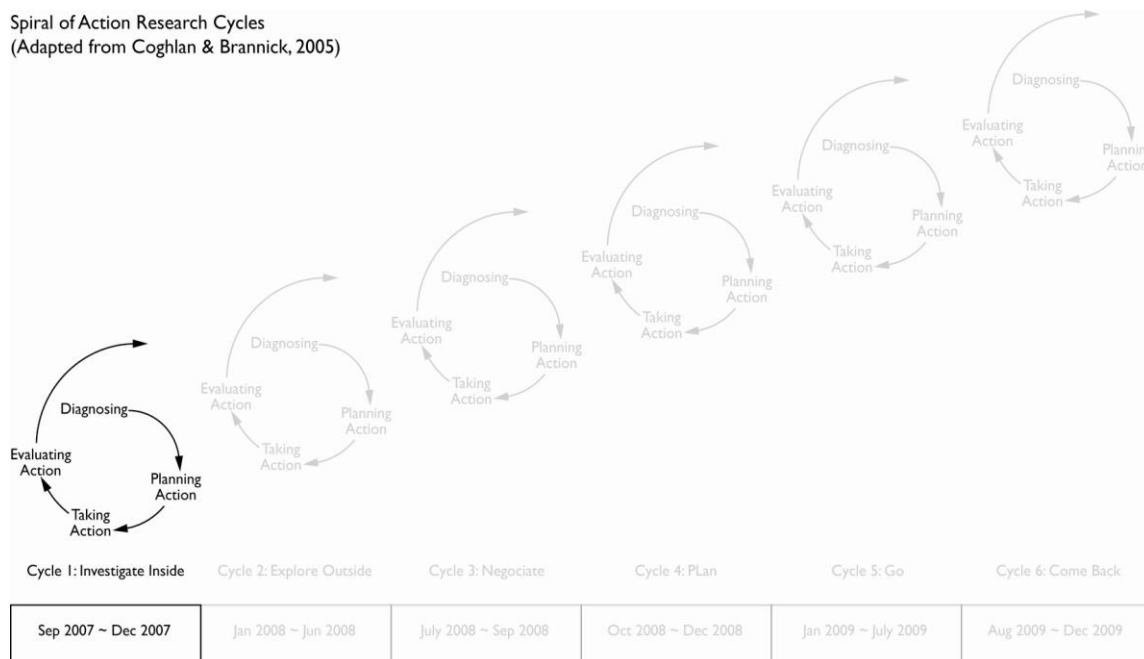 Spiral of Action Research Cycles
(Adapted from Coghlan & Brannick, 2005)
Diagnosing
Planning
Action
Taking
Action
Evaluating
Action
Diagnosing
Planning
Action
Taking
Action
Evaluating
Action
Diagnosing
Planning
Action
Taking
Action
Evaluating
Action
Diagnosing
Planning
Action
Taking
Action
Evaluating
Action
Diagnosing
Planning
Action
Taking
Action
Evaluating
Action
Diagnosing
Planning
Action
Taking
Action
Evaluating
Action
Cycle 1: Investigate Inside
Cycle 2: Explore Outside
Cycle 3: Negociate
Cycle 4: PLan
Cycle 5: Go
Cycle 6: Come Back
Sep 2007 ~ Dec 2007
Jan 2008 ~ Jun 2008
July 2008 ~ Sep 2008
Oct 2008 ~ Dec 2008
Jan 2009 ~ July 2009
Aug 2009 ~ Dec 2009